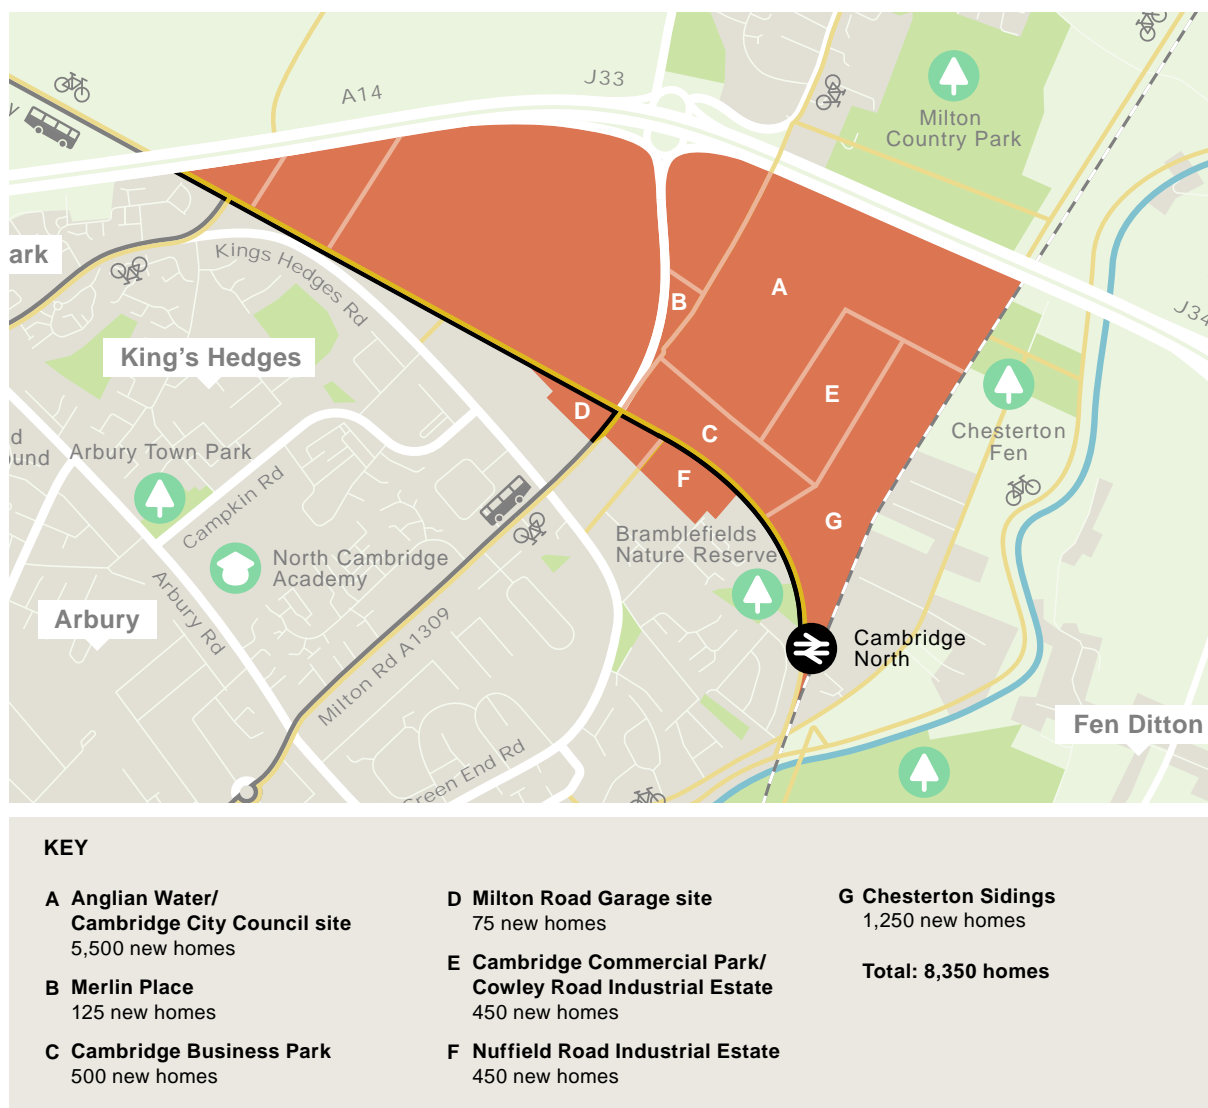 A14
J33
Milton
Country Park
ark
Kings Hedges Rd
B
A
J34
King's Hedges
D
E
C
Chesterton
Fen
d
ound
Arbury Town Park
F
Campkin Rd
G
Bramblefields
Nature Reserve
North Cambridge
Academy
Arbury Rd
Arbury
Milton Rd A1309
Cambridge
North
Fen Ditton
Green End Rd
KEY
A Anglian Water/
Cambridge City Council site
5,500 new homes
B Merlin Place
125 new homes
C Cambridge Business Park
500 new homes
D Milton Road Garage site
75 new homes
E Cambridge Commercial Park/
Cowley Road Industrial Estate
450 new homes
F Nuffield Road Industrial Estate
450 new homes
G Chesterton Sidings
1,250 new homes
Total: 8,350 homes